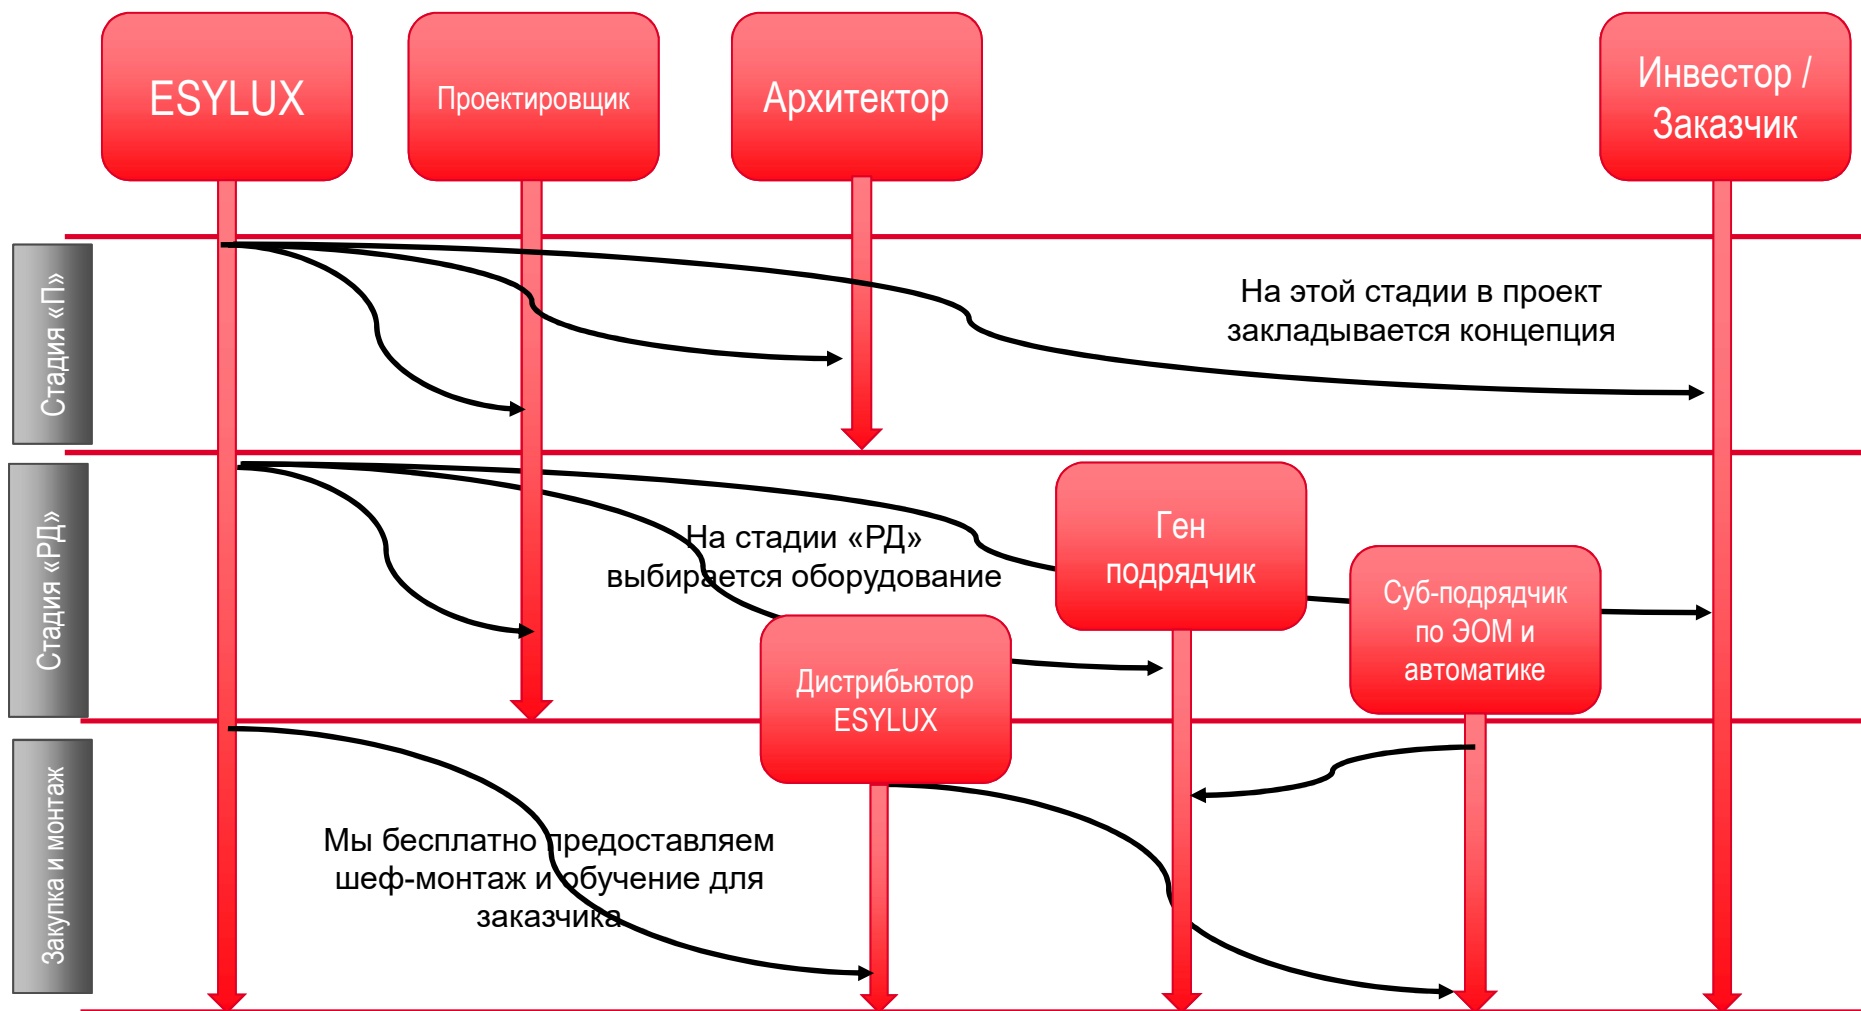 ESYLUX
Проектировщик
Архитектор
Инвестор /
Заказчик
Стадия «П»
На этой стадии в проект
закладывается концепция
Стадия «РД»
На стадии «РД»
выбирается оборудование
Ген
подрядчик
Суб-подрядчик
по ЭОМ и
автоматике
Дистрибьютор
ESYLUX
Закупка и монтаж
Мы бесплатно предоставляем
шеф-монтаж и обучение для
заказчика